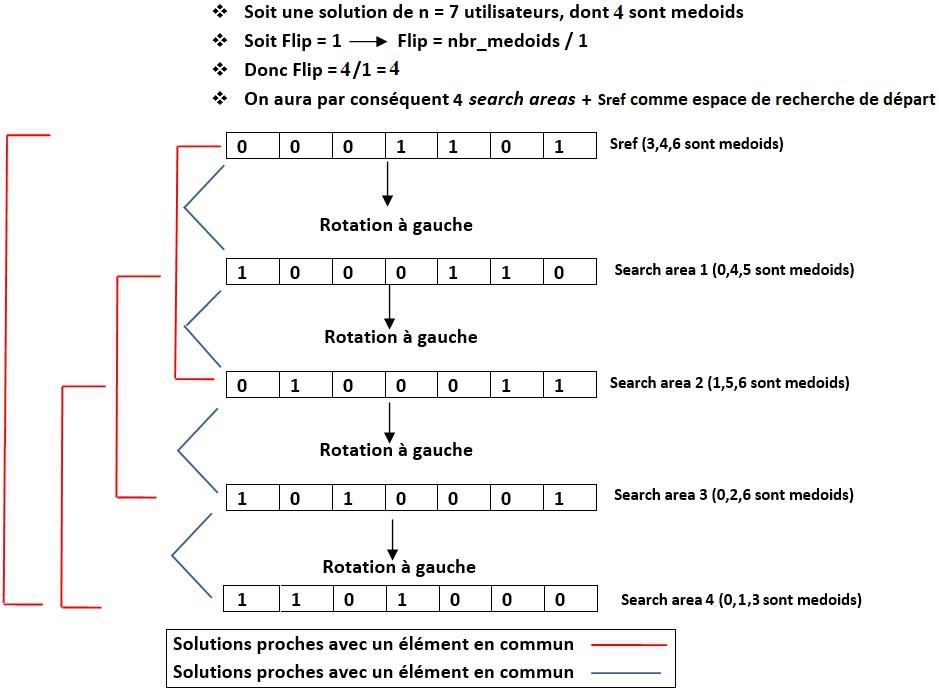 ❖ Soit une solution de n = 7 utilisateurs, dont 4 sont medoids
❖ Soit Flip = 1 → Flip = nbr_medoids / 1
❖ Donc Flip = 4/1 = 4
❖ On aura par conséquent 4 search areas + Sref comme espace de recherche de départ
0 0 0 1 1 0 1 Sref (3,4,6 sont medoids)
Rotation à gauche
1 0 0 0 1 1 0 Search area 1 (0,4,5 sont medoids)
Rotation à gauche
0 1 0 0 0 1 1 Search area 2 (1,5,6 sont medoids)
Rotation à gauche
1 0 1 0 0 0 1 Search area 3 (0,2,6 sont medoids)
Rotation à gauche
1 1 0 1 0 0 0 Search area 4 (0,1,3 sont medoids)
Solutions proches avec un élément en commun
Solutions proches avec un élément en commun